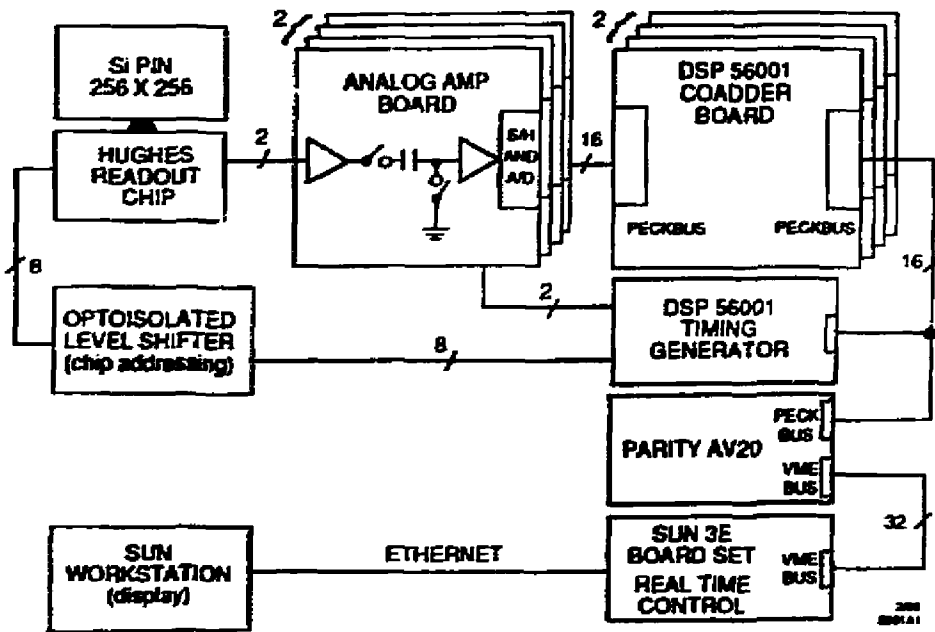 2
2
Si PIN
256 X 256
HUGHES
READOUT
CHIP
2
ANALOG AMP
BOARD
S/H
AND
A/D
16
DSP 56001
COADDER
BOARD
PECKBUS
PECKBUS
8
16
OPTOISOLATED
LEVEL SHIFTER
(chip addressing)
2
8
DSP 56001
TIMING
GENERATOR
PARITY AV20
PECK
BUS
VME
BUS
32
SUN
WORKSTATION
(display)
ETHERNET
SUN 3E
BOARD SET
REAL TIME
CONTROL
VME
BUS